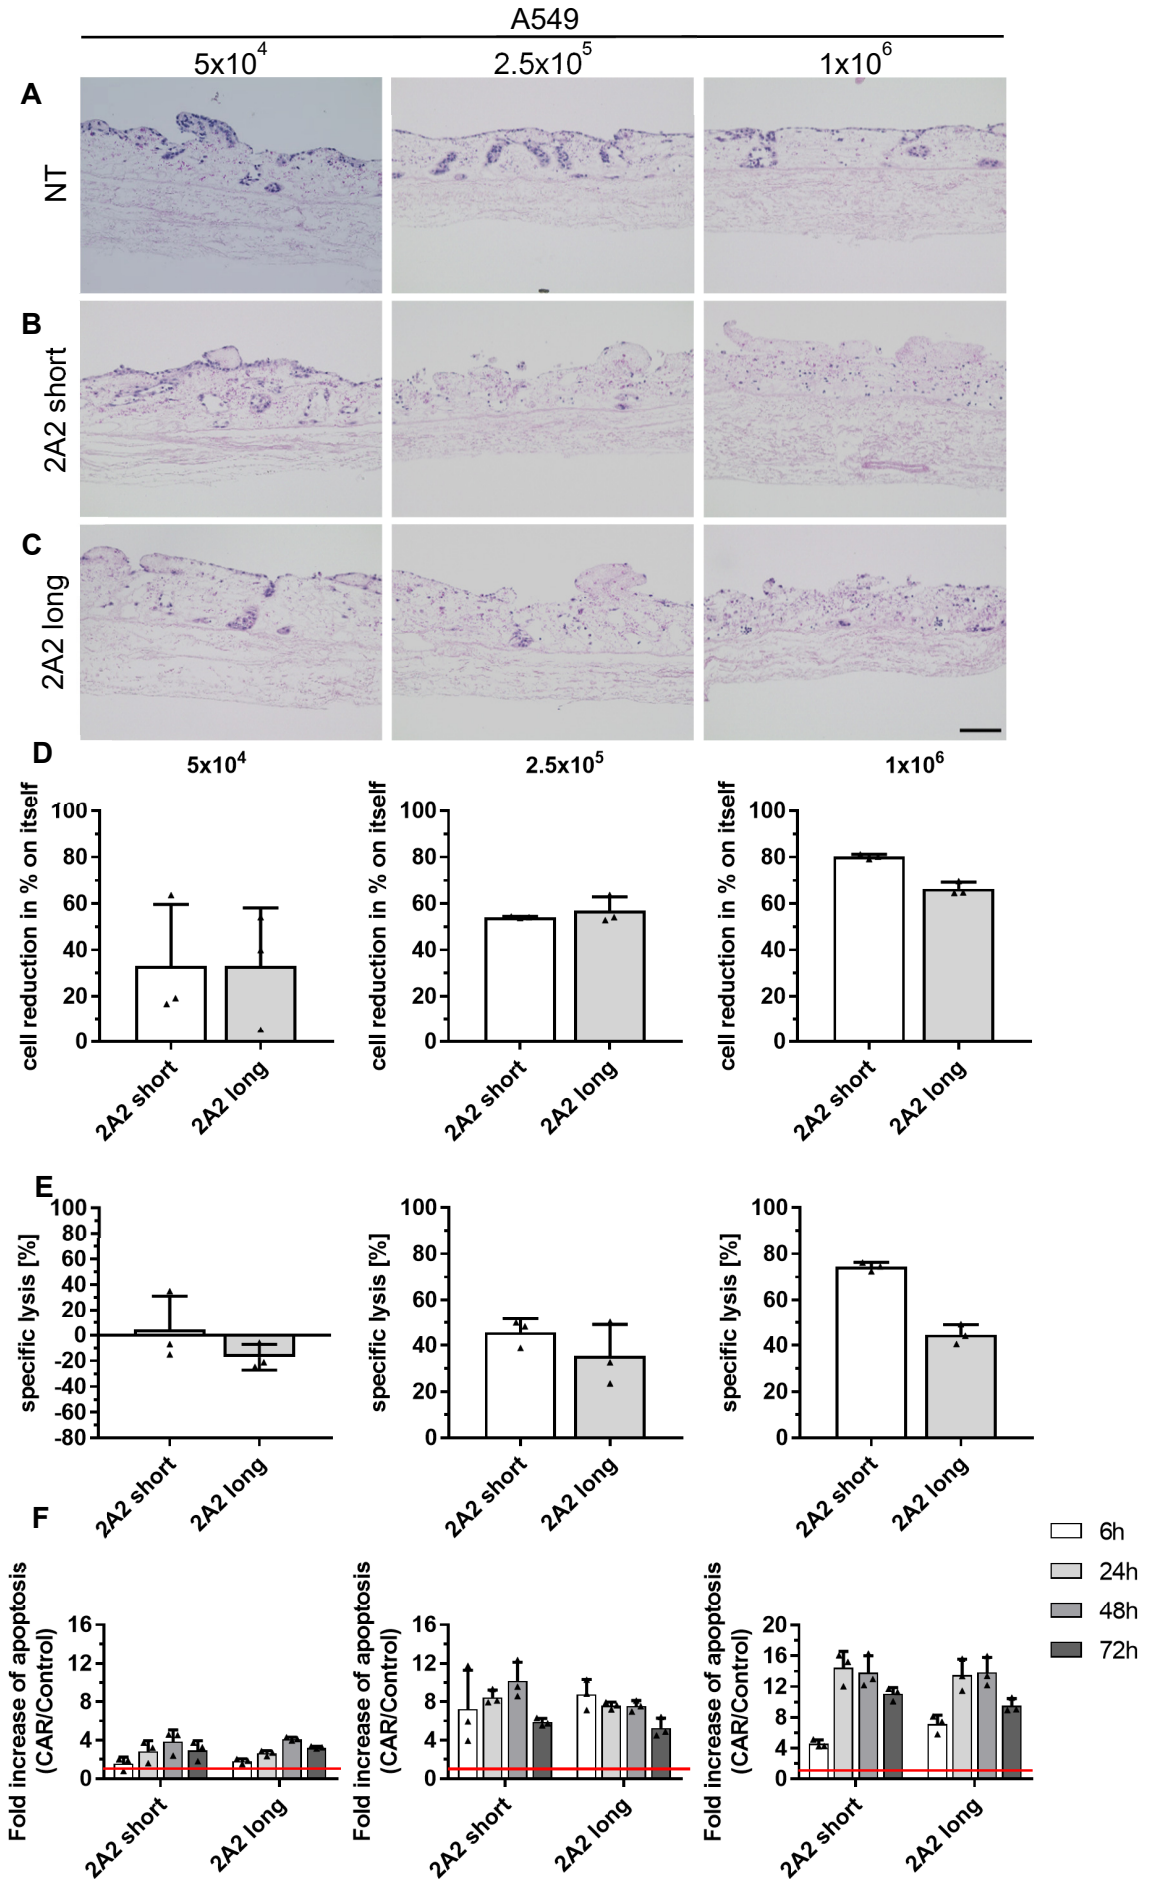 A549
5x10⁴ 2.5x10⁵ 1x10⁶
A
NT
B
2A2 short
C
2A2 long
D
5x10⁴ 2.5x10⁵ 1x10⁶
cell reduction in % on itself
100
80
60
40
20
0
2A2 short
2A2 long
cell reduction in % on itself
100
80
60
40
20
0
2A2 short
2A2 long
cell reduction in % on itself
100
80
60
40
20
0
2A2 short
2A2 long
E
specific lysis [%]
100
80
60
40
20
0
-20
-40
-60
-80
2A2 short
2A2 long
specific lysis [%]
100
80
60
40
20
0
2A2 short
2A2 long
specific lysis [%]
100
80
60
40
20
0
2A2 short
2A2 long
F
Fold increase of apoptosis
(CAR/Control)
16
12
8
4
0
2A2 short
2A2 long
Fold increase of apoptosis
(CAR/Control)
16
12
8
4
0
2A2 short
2A2 long
Fold increase of apoptosis
(CAR/Control)
20
16
12
8
4
0
2A2 short
2A2 long
6h
24h
48h
72h